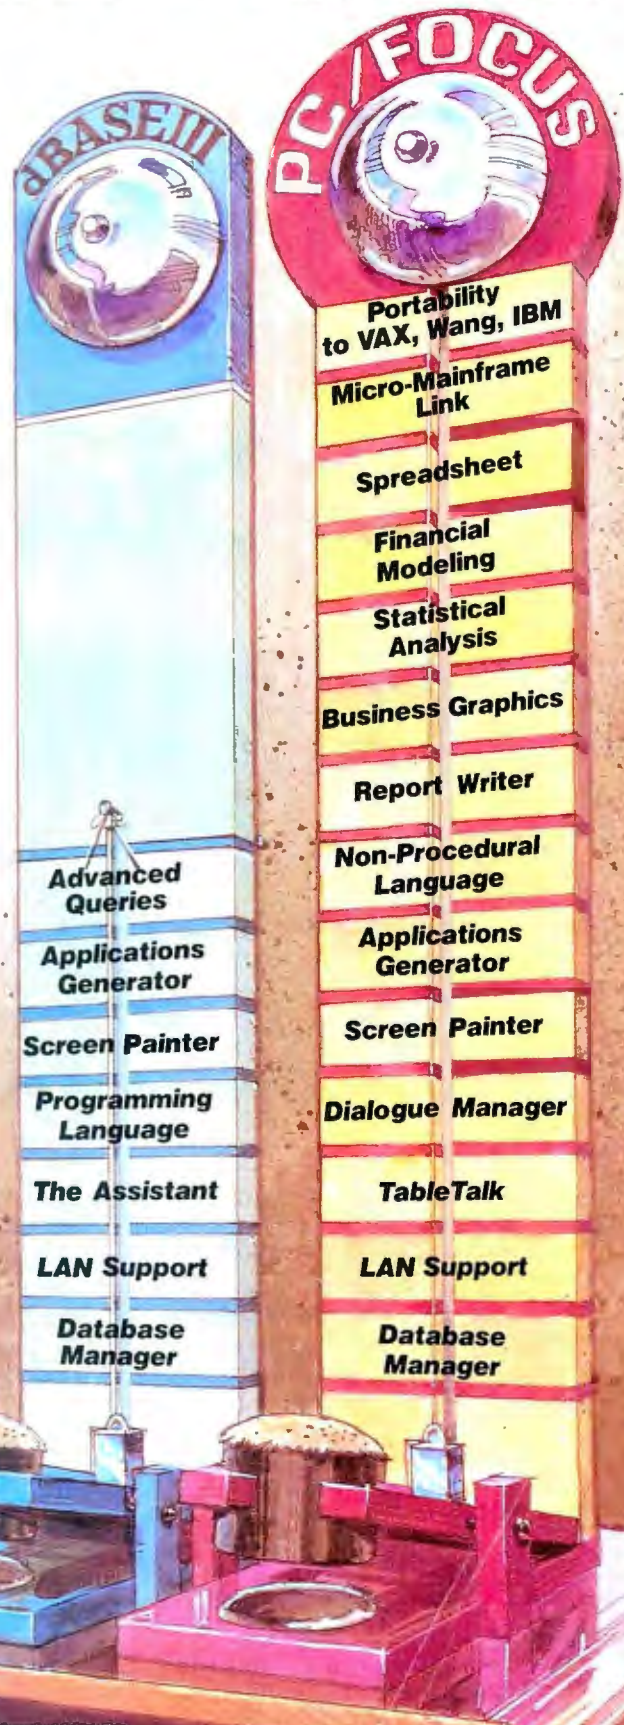 dBASEIII
Advanced
Queries
Applications
Generator
Screen Painter
Programming
Language
The Assistant
LAN Support
Database
Manager
PC/FOCUS
Portability
to VAX, Wang, IBM
Micro-Mainframe
Link
Spreadsheet
Financial
Modeling
Statistical
Analysis
Business Graphics
Report Writer
Non-Procedural
Language
Applications
Generator
Screen Painter
Dialogue Manager
TableTalk
LAN Support
Database
Manager